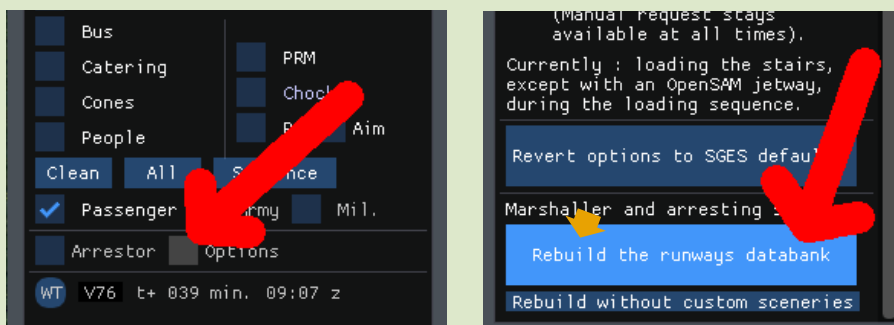 Bus
Catering
PRM
Cones
People
Aim
Clean All
Passenger
Mil.
Arrestor
Options
WT V76 t+ 039 min. 09:07 z
(Manual request stays
available at all times).
Currently : loading the stairs,
except with an OpenSAM jetway,
during the loading sequence.
Revert options to SGES
Marshaller and arresting
Rebuild the runways databank
Rebuild without custom sceneries